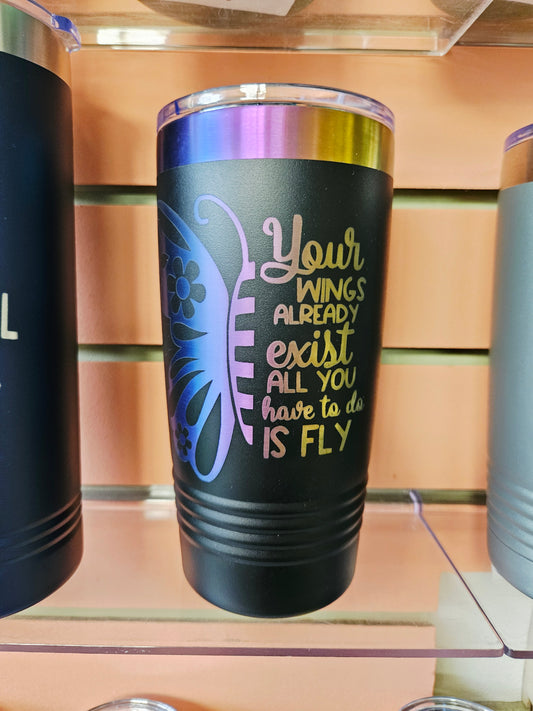 Your
WINGS
ALREADY
exist
ALL YOU
have to do
IS FLY